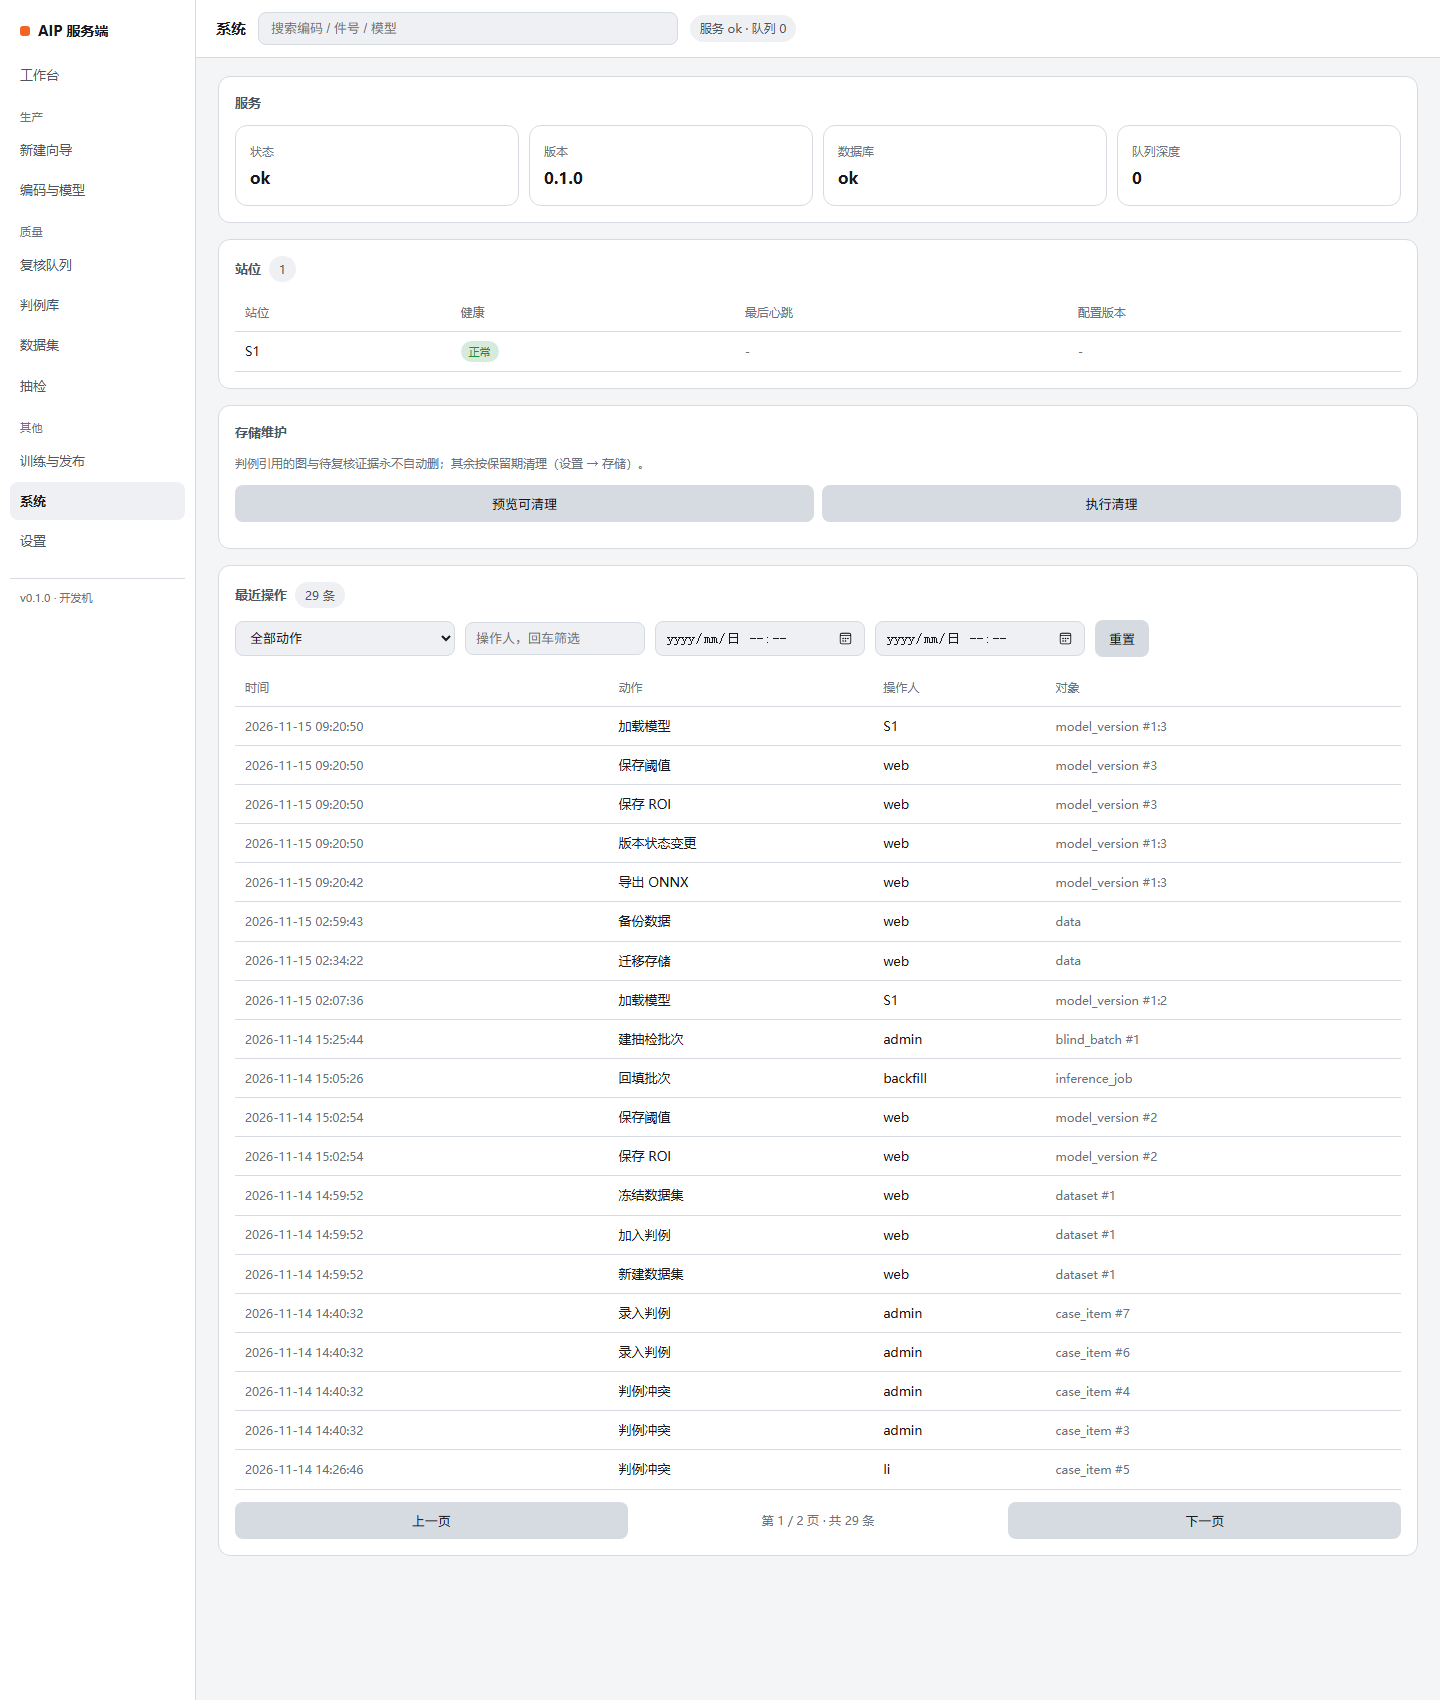 AIP 服务端
工作台
生产
新建向导
编码与模型
质量
复核队列
判例库
数据集
抽检
其他
训练与发布
系统
设置
v0.1.0 · 开发机
系统 搜索编码 / 件号 / 模型 服务 ok · 队列 0
服务
状态 版本 数据库 队列深度
ok 0.1.0 ok 0
站位 1
站位 健康 最后心跳 配置版本
S1 正常 - -
存储维护
判例引用的图与待复核证据永不自动删；其余按保留期清理（设置 → 存储）。
预览可清理 执行清理
最近操作 29 条
全部动作 操作人，回车筛选 yyyy/mm/日 --:-- yyyy/mm/日 --:-- 重置
时间 动作 操作人 对象
2026-11-15 09:20:50 加载模型 S1 model_version #1:3
2026-11-15 09:20:50 保存阈值 web model_version #3
2026-11-15 09:20:50 保存 ROI web model_version #3
2026-11-15 09:20:50 版本状态变更 web model_version #1:3
2026-11-15 09:20:42 导出 ONNX web model_version #1:3
2026-11-15 02:59:43 备份数据 web data
2026-11-15 02:34:22 迁移存储 web data
2026-11-15 02:07:36 加载模型 S1 model_version #1:2
2026-11-14 15:25:44 建抽检批次 admin blind_batch #1
2026-11-14 15:05:26 回填批次 backfill inference_job
2026-11-14 15:02:54 保存阈值 web model_version #2
2026-11-14 15:02:54 保存 ROI web model_version #2
2026-11-14 14:59:52 冻结数据集 web dataset #1
2026-11-14 14:59:52 加入判例 web dataset #1
2026-11-14 14:59:52 新建数据集 web dataset #1
2026-11-14 14:40:32 录入判例 admin case_item #7
2026-11-14 14:40:32 录入判例 admin case_item #6
2026-11-14 14:40:32 判例冲突 admin case_item #4
2026-11-14 14:40:32 判例冲突 admin case_item #3
2026-11-14 14:26:46 判例冲突 li case_item #5
上一页 第 1 / 2 页 · 共 29 条 下一页